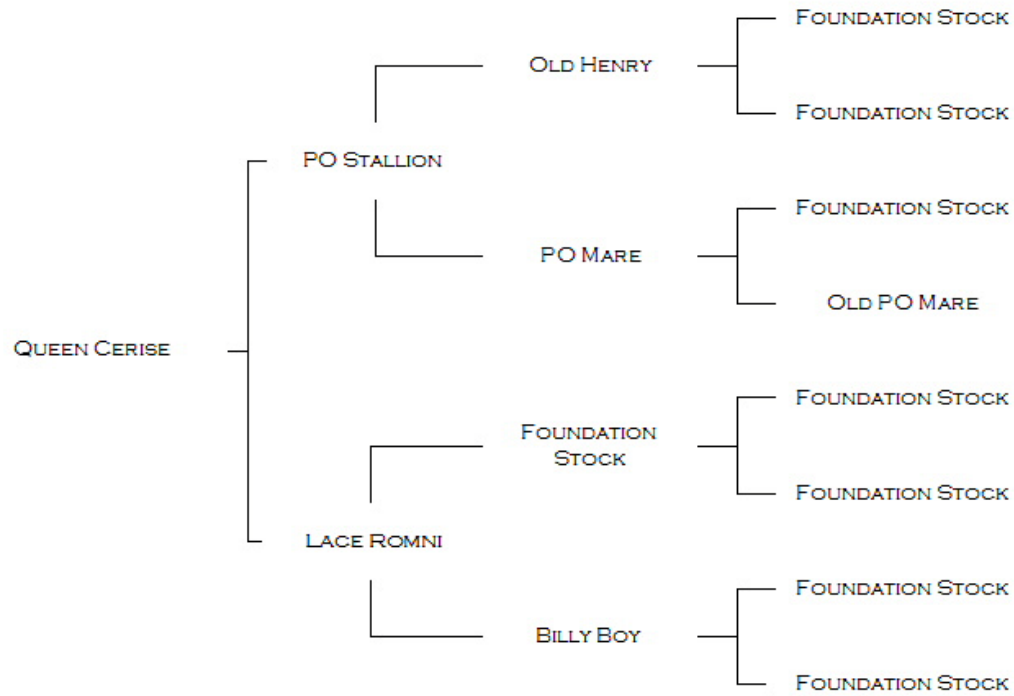 Foundation Stock
Old Henry
Foundation Stock
PO Stallion
Foundation Stock
PO Mare
Old PO Mare
Queen Cerise
Foundation Stock
Foundation
Stock
Foundation Stock
Lace Romni
Foundation Stock
Billy Boy
Foundation Stock